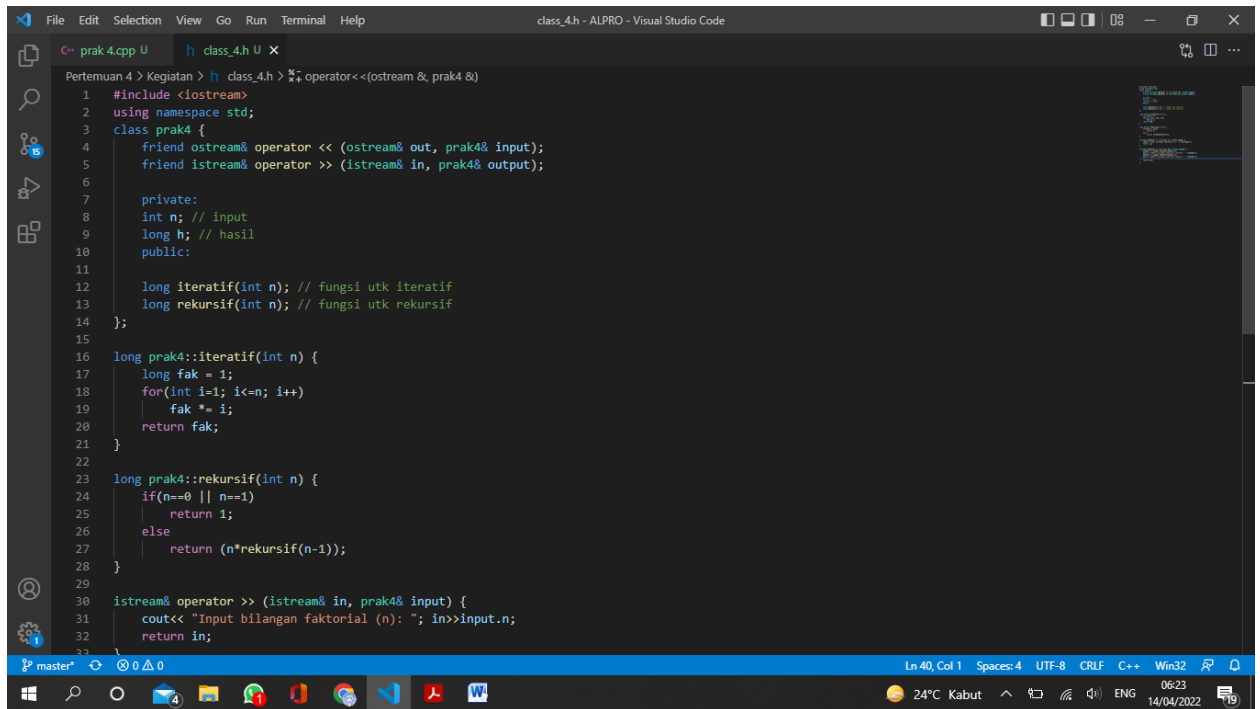 File Edit Selection View Go Run Terminal Help class_4.h - ALPRO - Visual Studio Code
prak 4.cpp U h class_4.h U
Pertemuan 4 > Kegiatan > h class_4.h > operator<<(ostream &, prak4 &)
1 #include <iostream>
2 using namespace std;
3 class prak4 {
4 friend ostream& operator << (ostream& out, prak4& input);
5 friend istream& operator >> (istream& in, prak4& output);
6
7 private:
8 int n; // input
9 long h; // hasil
10 public:
11
12 long iteratif(int n); // fungsi utk iteratif
13 long rekursif(int n); // fungsi utk rekursif
14 };
15
16 long prak4::iteratif(int n) {
17 long fak = 1;
18 for(int i=1; i<=n; i++)
19 fak *= i;
20 return fak;
21 }
22
23 long prak4::rekursif(int n) {
24 if(n==0 || n==1)
25 return 1;
26 else
27 return (n*rekursif(n-1));
28 }
29
30 istream& operator >> (istream& in, prak4& input) {
31 cout<< "Input bilangan faktorial (n): "; in>>input.n;
32 return in;
33 }
15
1
master* 0 0 Ln 40, Col 1 Spaces: 4 UTF-8 CRLF C++ Win32
4 1 24°C Kabut ENG 06:23
14/04/2022 19